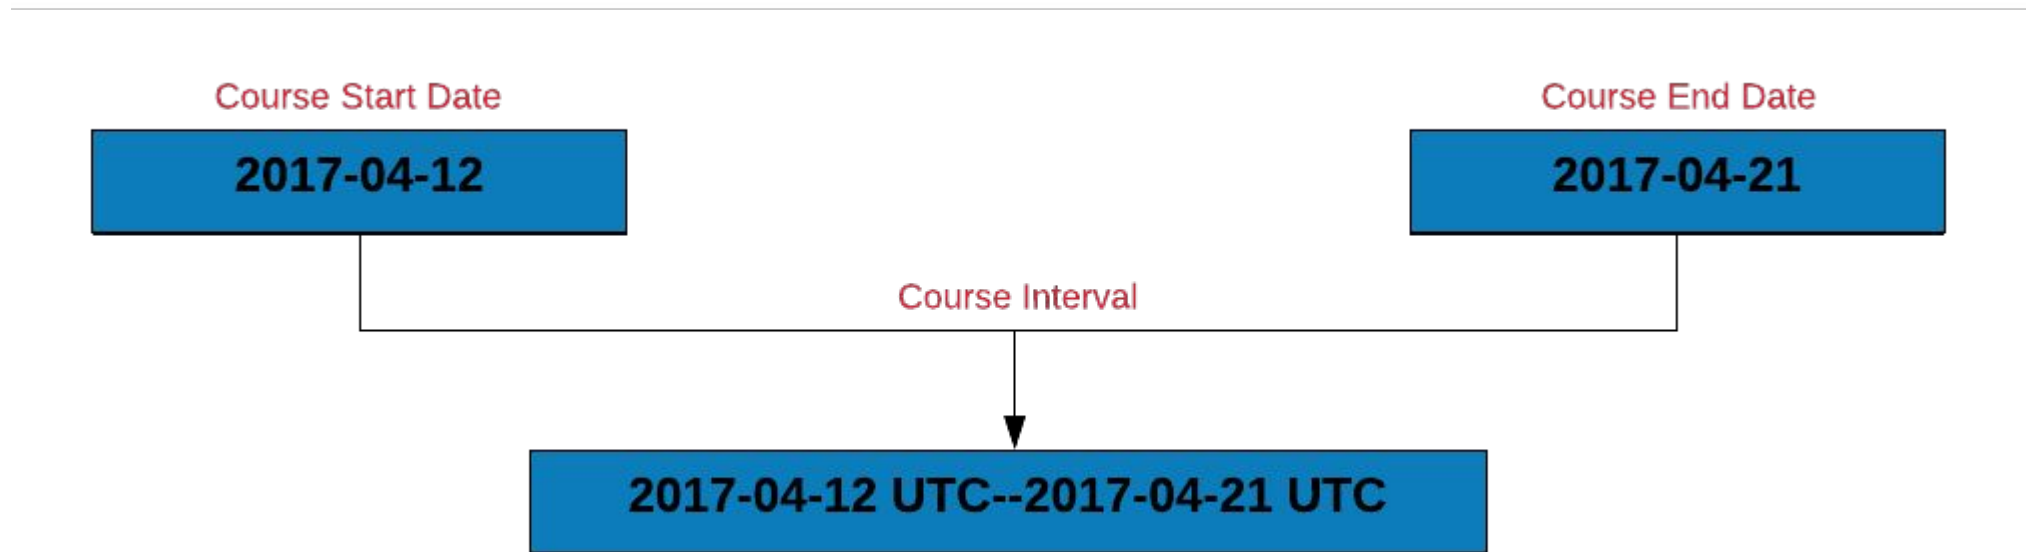 Course Start Date
Course End Date
2017-04-12
2017-04-21
Course Interval
2017-04-12 UTC--2017-04-21 UTC